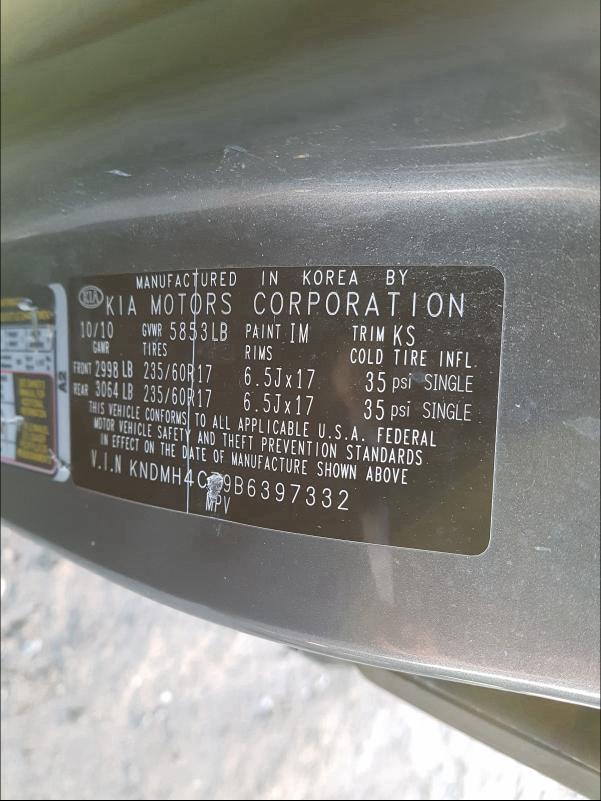 MANUFACTURED IN KOREA BY
KIA KIA MOTORS CORPORATION
10/10 GVWR 5853LB PAINT IM TRIM KS
GAWR TIRES RIMS COLD TIRE INFL.
FRONT 2998 LB 235/60R17 6.5Jx17 35 psi SINGLE
REAR 3064 LB 235/60R17 6.5Jx17 35 psi SINGLE
THIS VEHICLE CONFORMS TO ALL APPLICABLE U.S.A. FEDERAL
MOTOR VEHICLE SAFETY AND THEFT PREVENTION STANDARDS
IN EFFECT ON THE DATE OF MANUFACTURE SHOWN ABOVE
V.I.N
MPV
A2